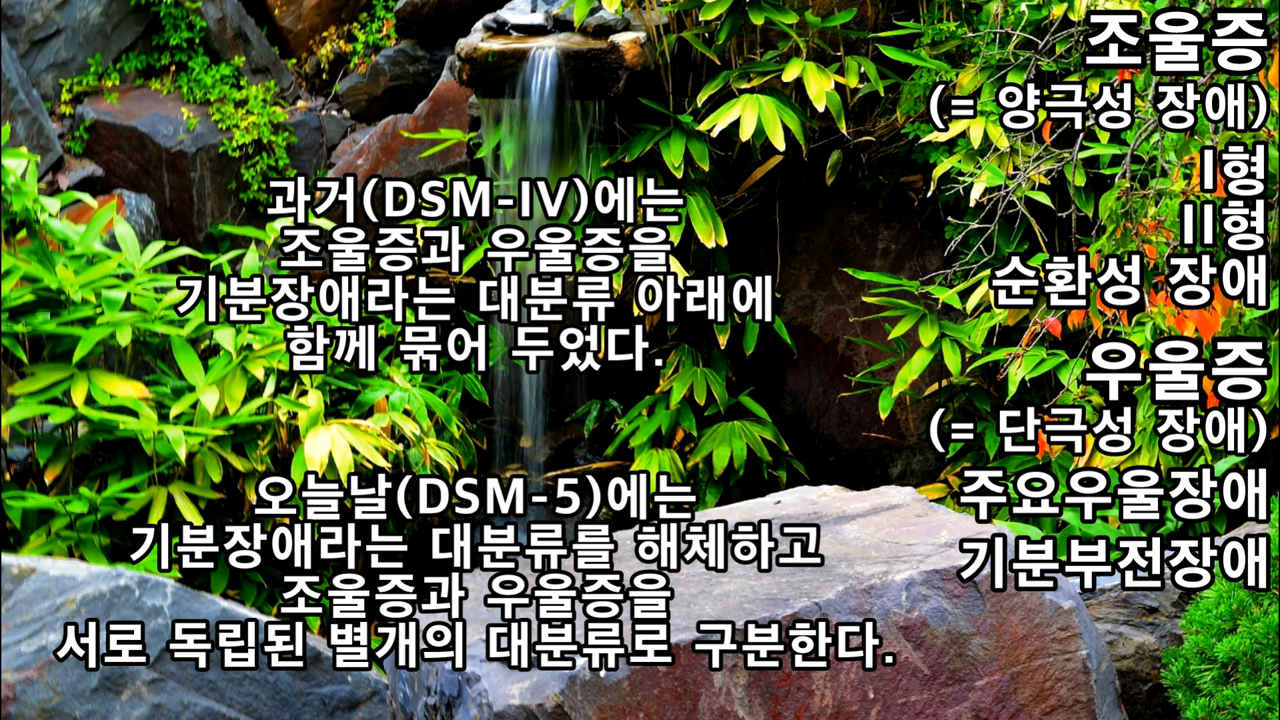 조울증
(= 양극성 장애)
I형
II형
순환성 장애
우울증
(= 단극성 장애)
주요우울장애
기분부전장애
과거(DSM-IV)에는
조울증과 우울증을
기분장애라는 대분류 아래에
함께 묶어 두었다.
오늘날(DSM-5)에는
기분장애라는 대분류를 해체하고
조울증과 우울증을
서로 독립된 별개의 대분류로 구분한다.